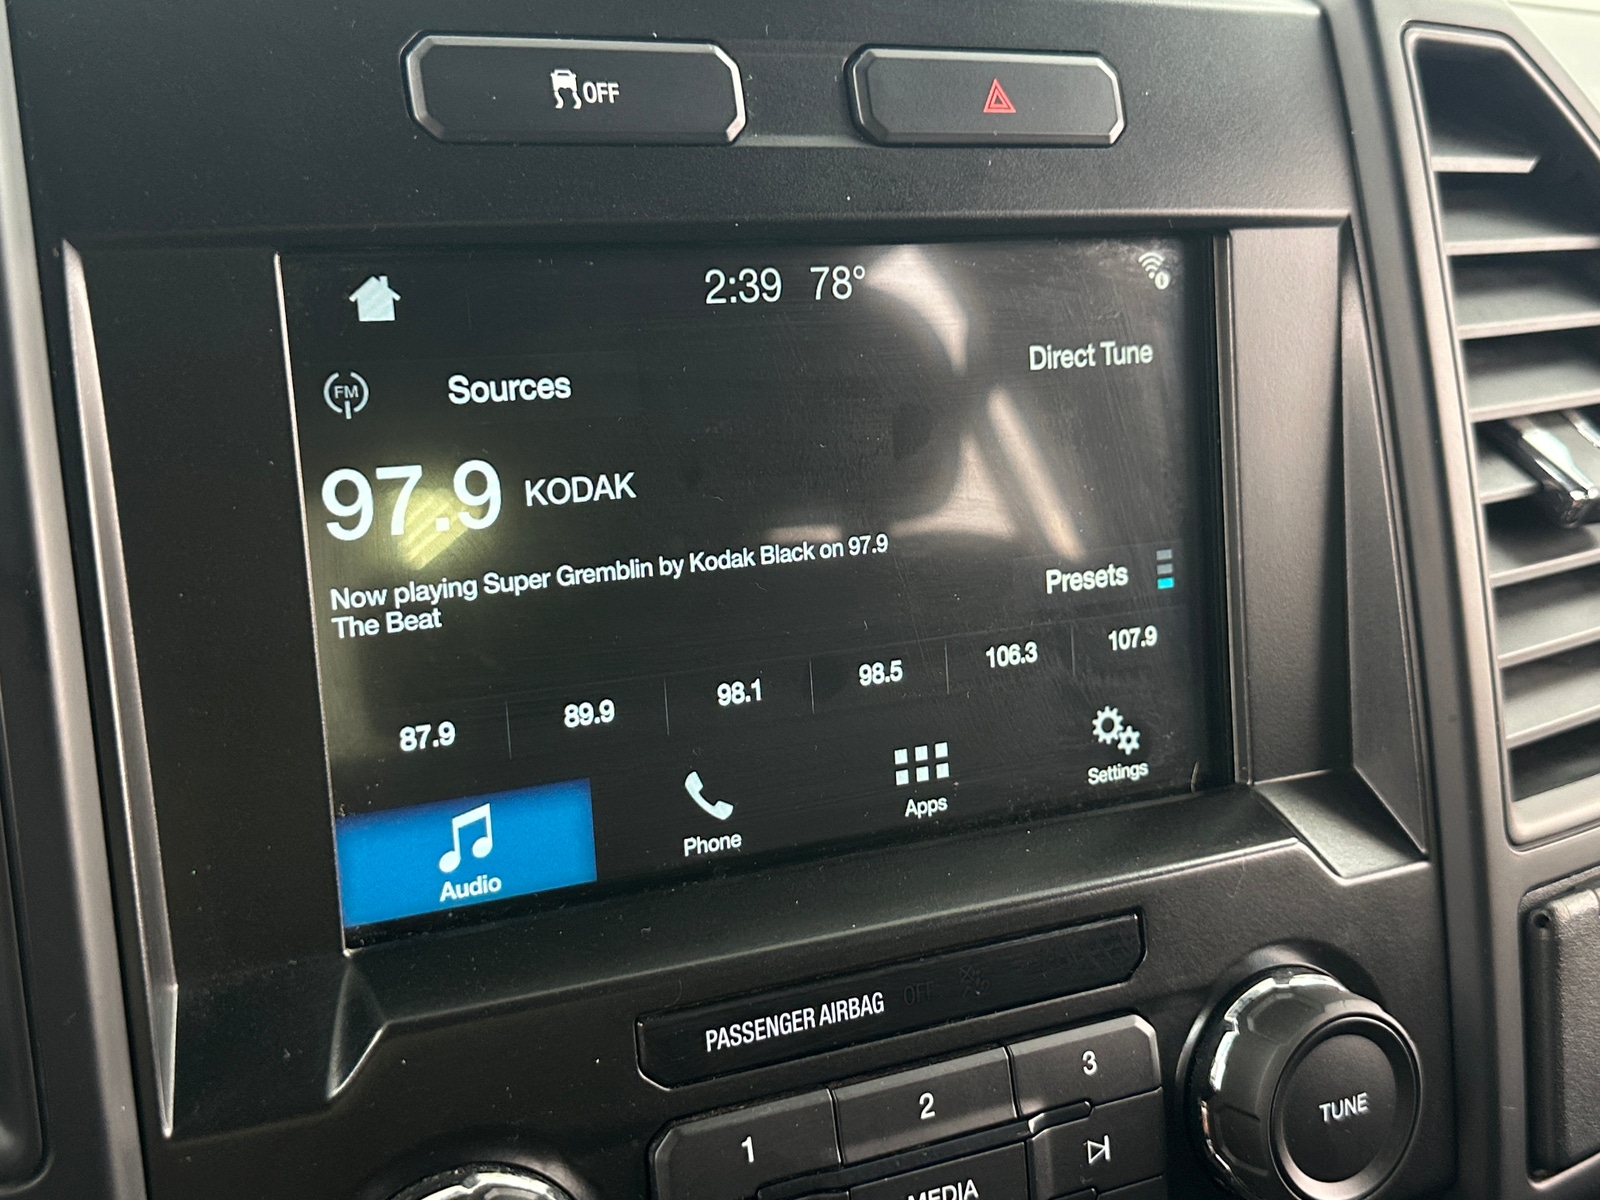 OFF
2:39 78°
Direct Tune
FM
Sources
97.9 KODAK
Now playing Super Gremblin by Kodak Black on 97.9
The Beat
Presets
87.9 89.9 98.1 98.5 106.3 107.9
Audio Phone Apps Settings
PASSENGER AIRBAG OFF
1 2 3
MEDIA
TUNE